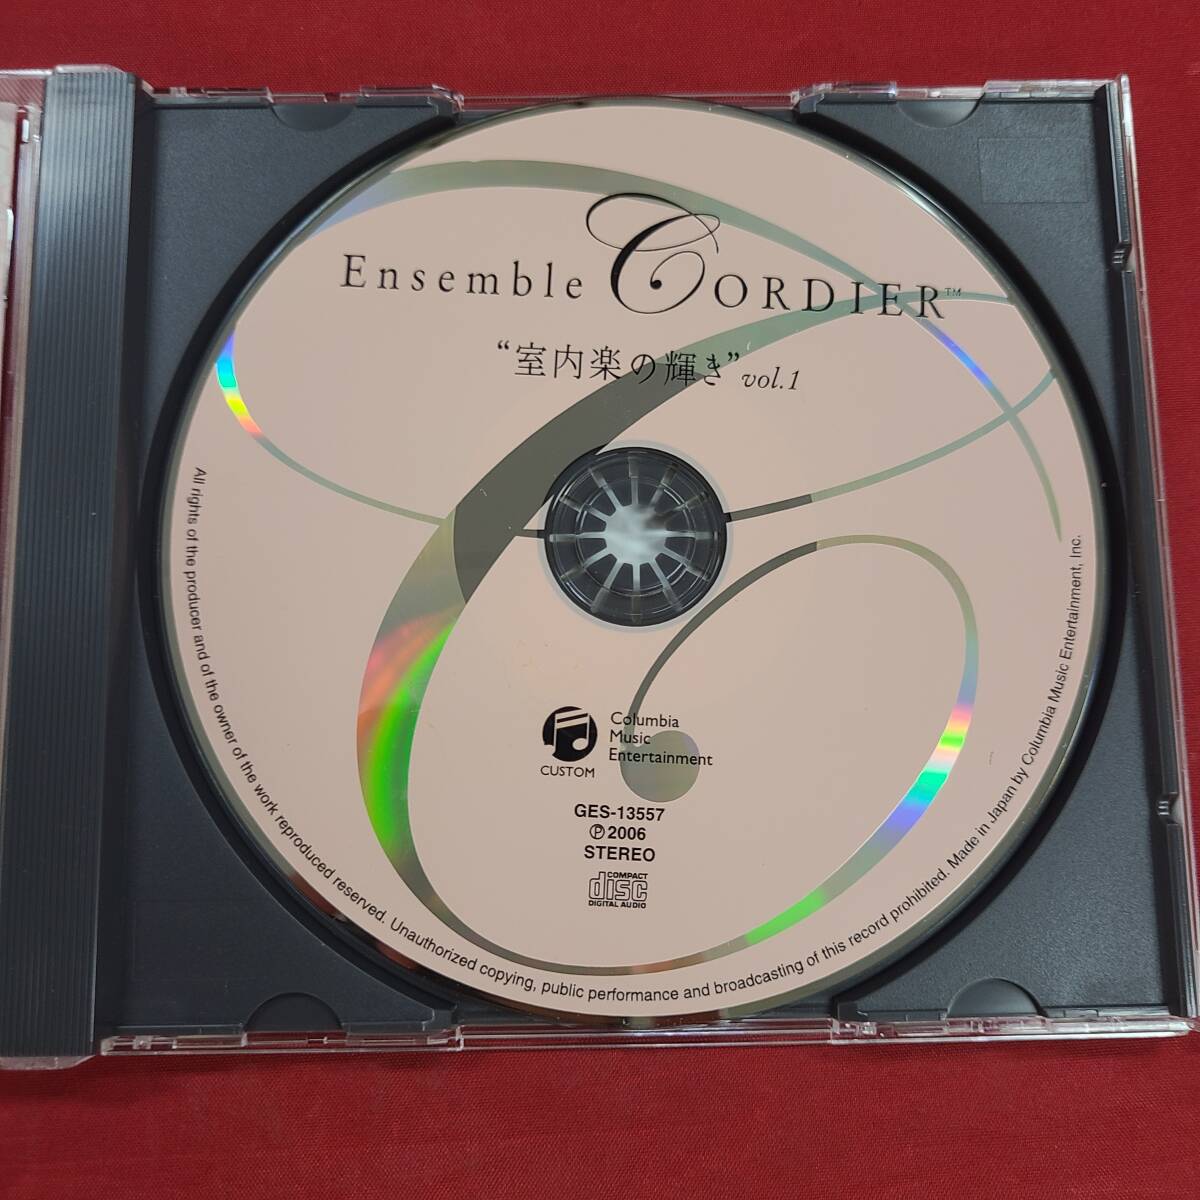 Ensemble CORDIER™
“室内楽の輝き” vol.1
Columbia
Music
Entertainment
CUSTOM
GES-13557
℗2006
STEREO
COMPACT
disc
DIGITAL AUDIO
All rights of the producer and of the owner of the work reproduced reserved. Unauthorized copying, public performance and broadcasting of this record prohibited. Made in Japan by Columbia Music Entertainment, Inc.